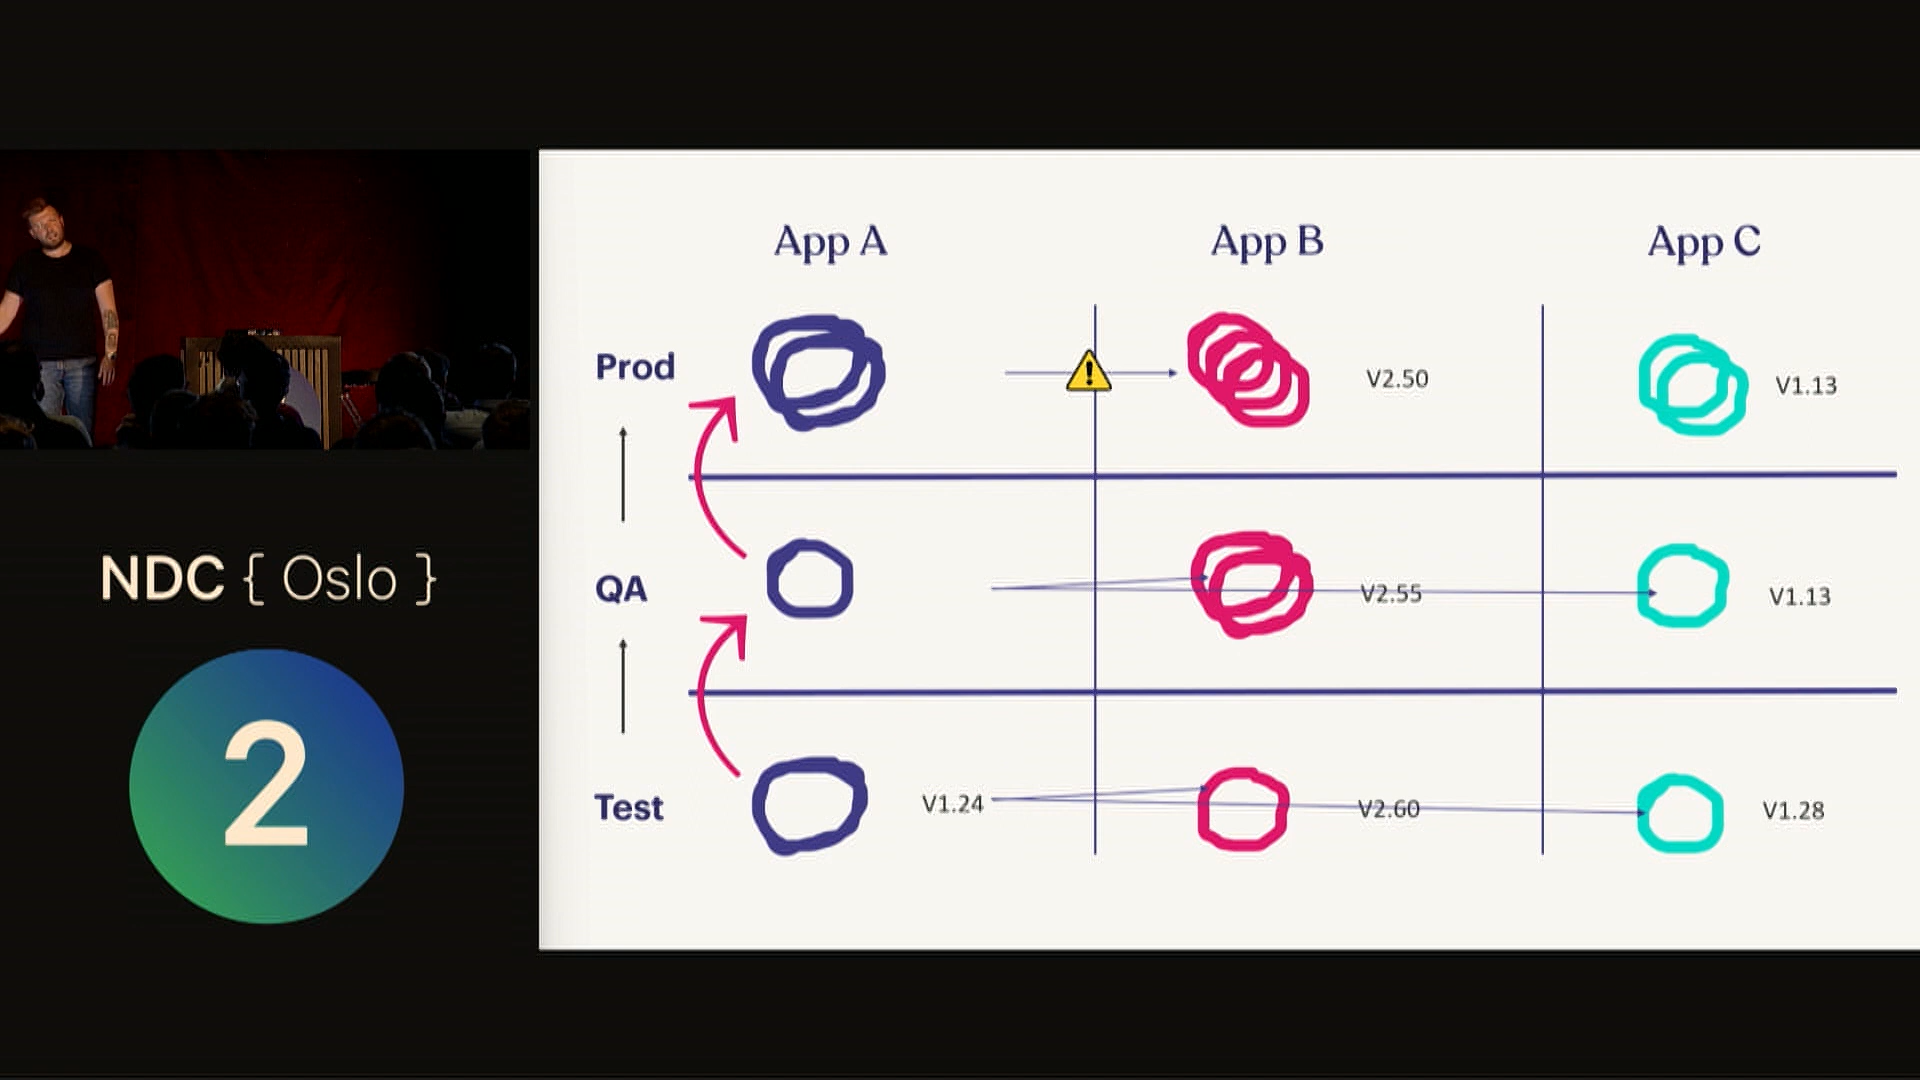 NDC { Oslo }
2
App A
App B
App C
Prod
V2.50
V1.13
QA
V2.55
V1.13
Test
V1.24
V2.60
V1.28